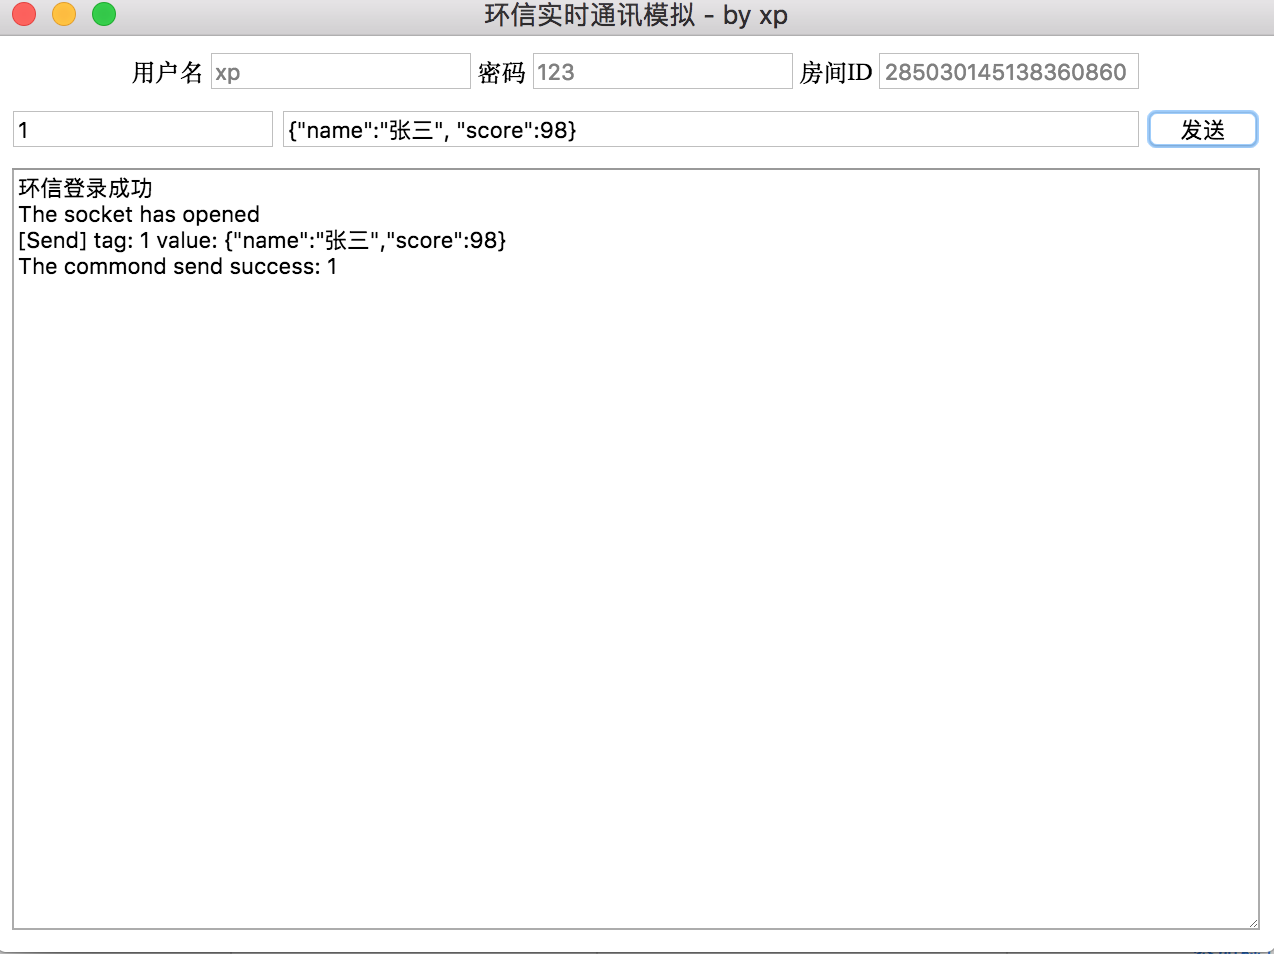 环信实时通讯模拟 - by xp
用户名 xp 密码 123 房间ID 285030145138360860
1 {"name":"张三", "score":98} 发送
环信登录成功
The socket has opened
[Send] tag: 1 value: {"name":"张三","score":98}
The commond send success: 1